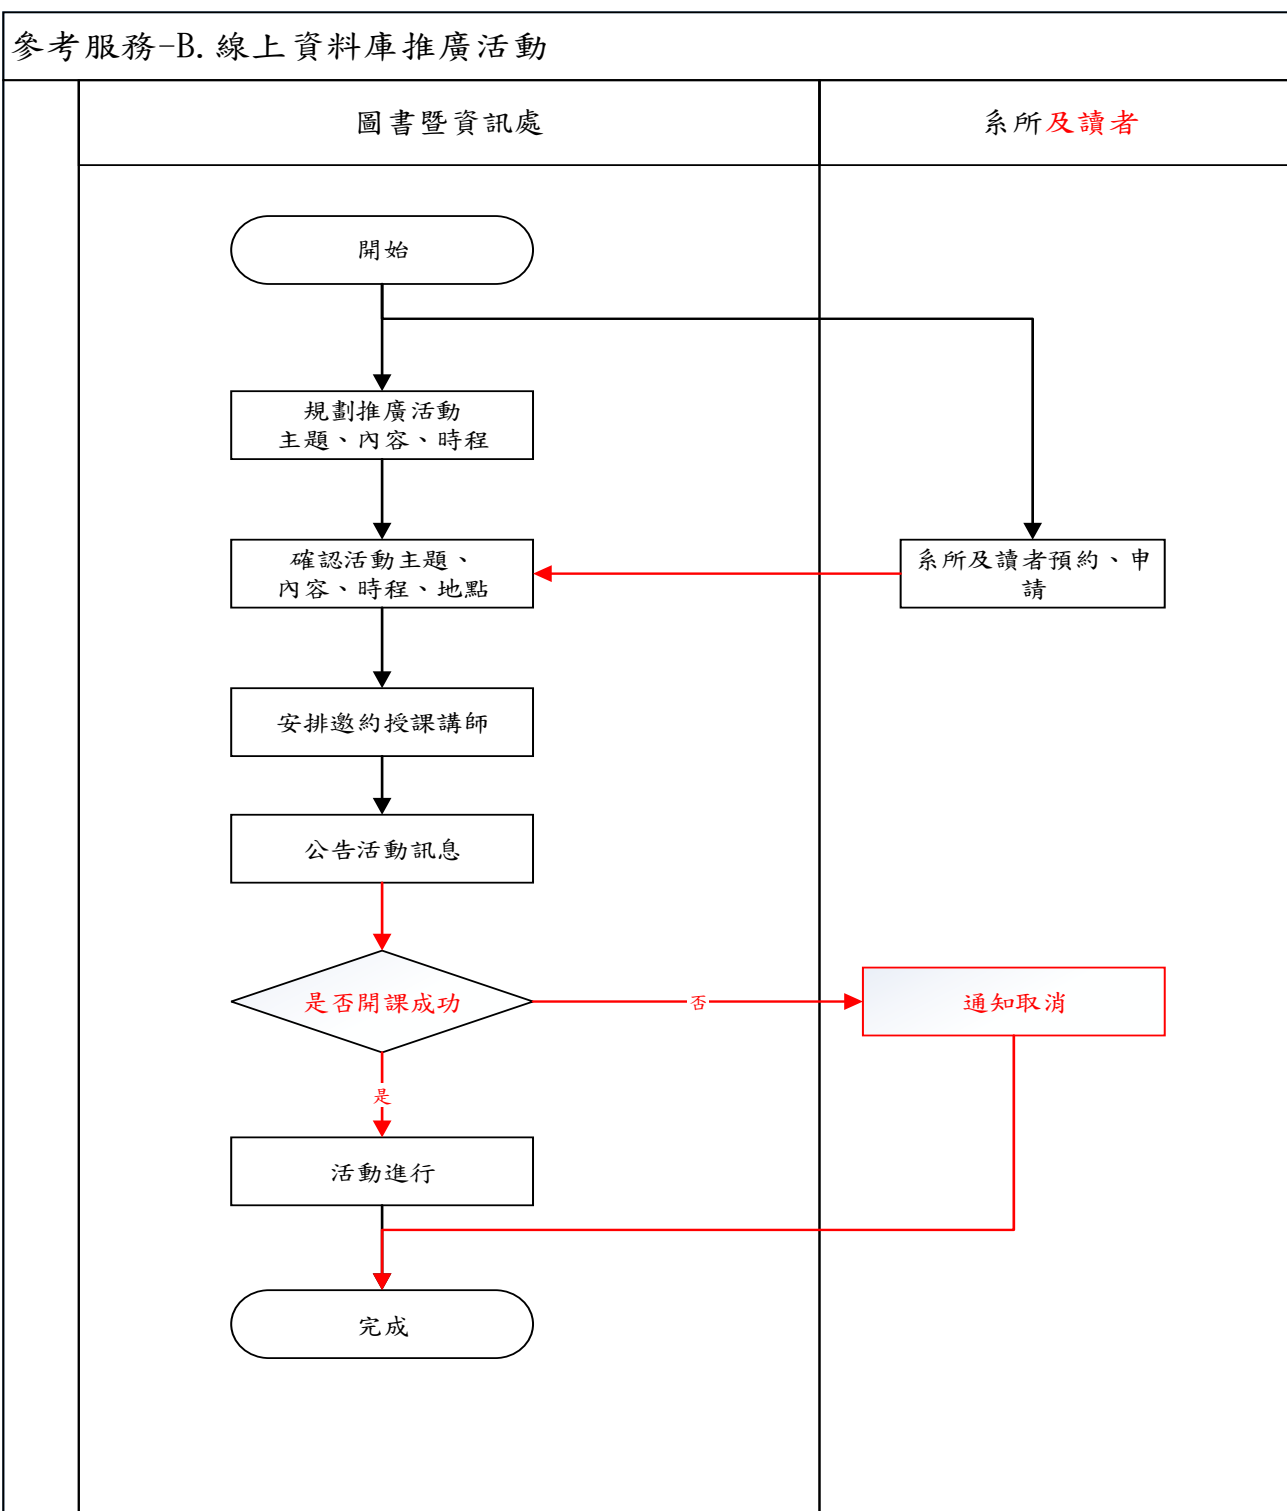 參考服務-B.線上資料庫推廣活動
圖書暨資訊處
系所及讀者
開始
規劃推廣活動
主題、內容、時程
確認活動主題、
內容、時程、地點
系所及讀者預約、申
請
安排邀約授課講師
公告活動訊息
是否開課成功
否
通知取消
是
活動進行
完成